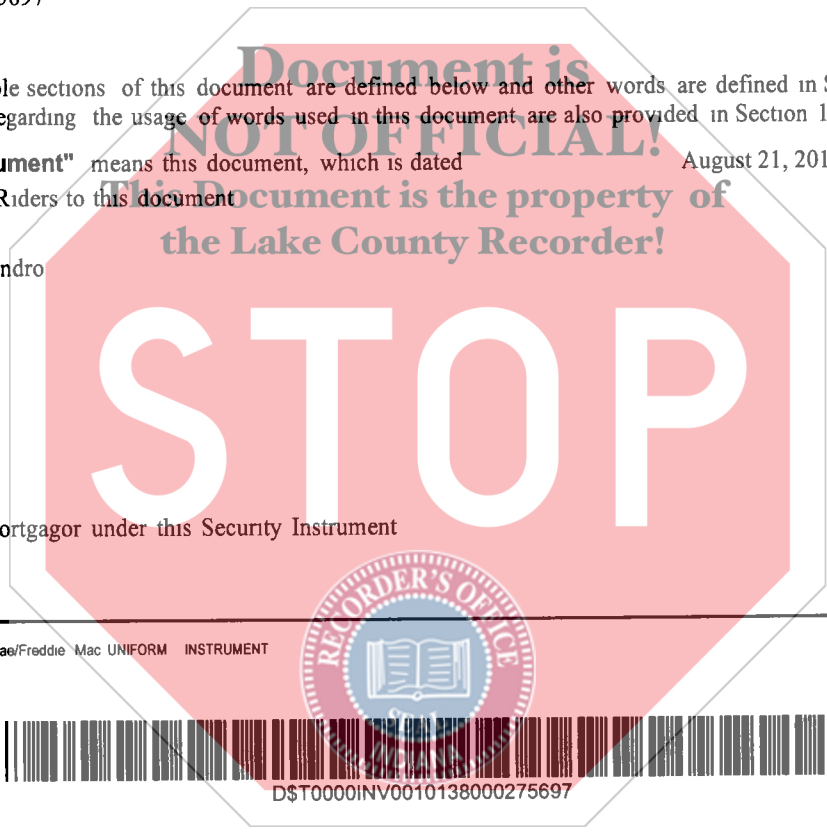 Document is
le sections of this document are defined below and other words are defined in S
egarding the usage of words used in this document are also provided in Section 1
NOT OFFICIAL!
ument" means this document, which is dated August 21, 201
This Document is the property of
Riders to this document
the Lake County Recorder!
ndro
STOP
ortgagor under this Security Instrument
RECORDER'S OFFICE
ae/Freddie Mac UNIFORM INSTRUMENT
SEAL
INDIANA
D$T0000INV0010138000275697